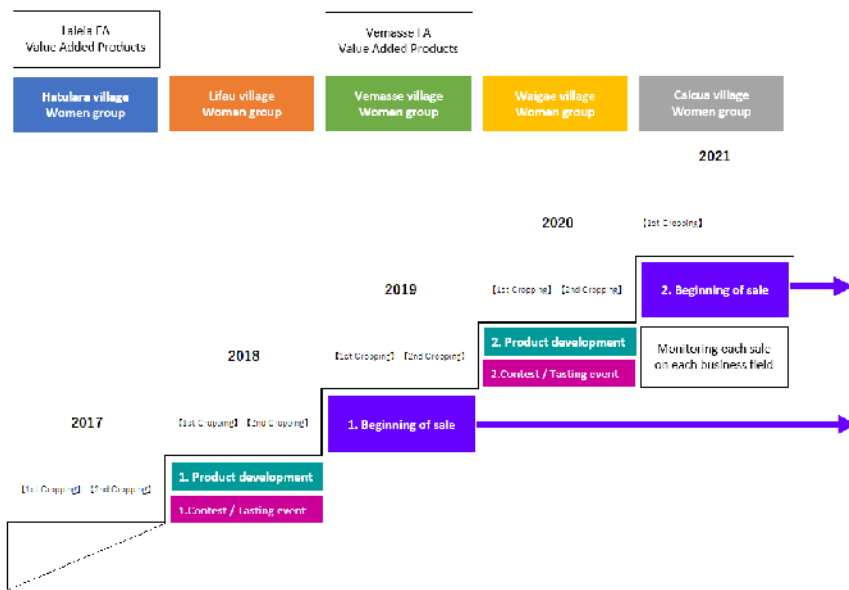 Laleia FA
Value Added Products
Vemasse FA
Value Added Products
Hatulara village
Women group
Lifau village
Women group
Vemasse village
Women group
Waigae village
Women group
Caicua village
Women group
2021
2020
【1st Cropping】
2019
【1st Cropping】 【2nd Cropping】
2. Beginning of sale
2018
【1st Cropping】 【2nd Cropping】
2. Product development
2.Contest / Tasting event
Monitoring each sale
on each business field
2017
【1st Cropping】 【2nd Cropping】
1. Beginning of sale
【1st Cropping】 【2nd Cropping】
1. Product development
1.Contest / Tasting event